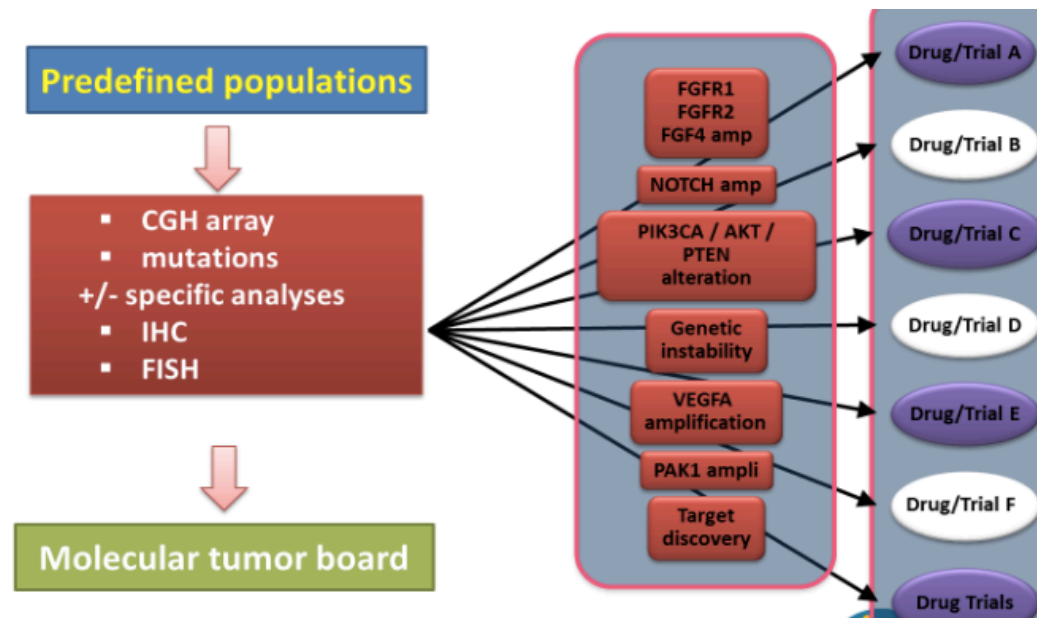 Predefined populations
▪ CGH array
▪ mutations
+/- specific analyses
▪ IHC
▪ FISH
Molecular tumor board
FGFR1
FGFR2
FGF4 amp
NOTCH amp
PIK3CA / AKT /
PTEN
alteration
Genetic
instability
VEGFA
amplification
PAK1 ampli
Target
discovery
Drug/Trial A
Drug/Trial B
Drug/Trial C
Drug/Trial D
Drug/Trial E
Drug/Trial F
Drug Trials